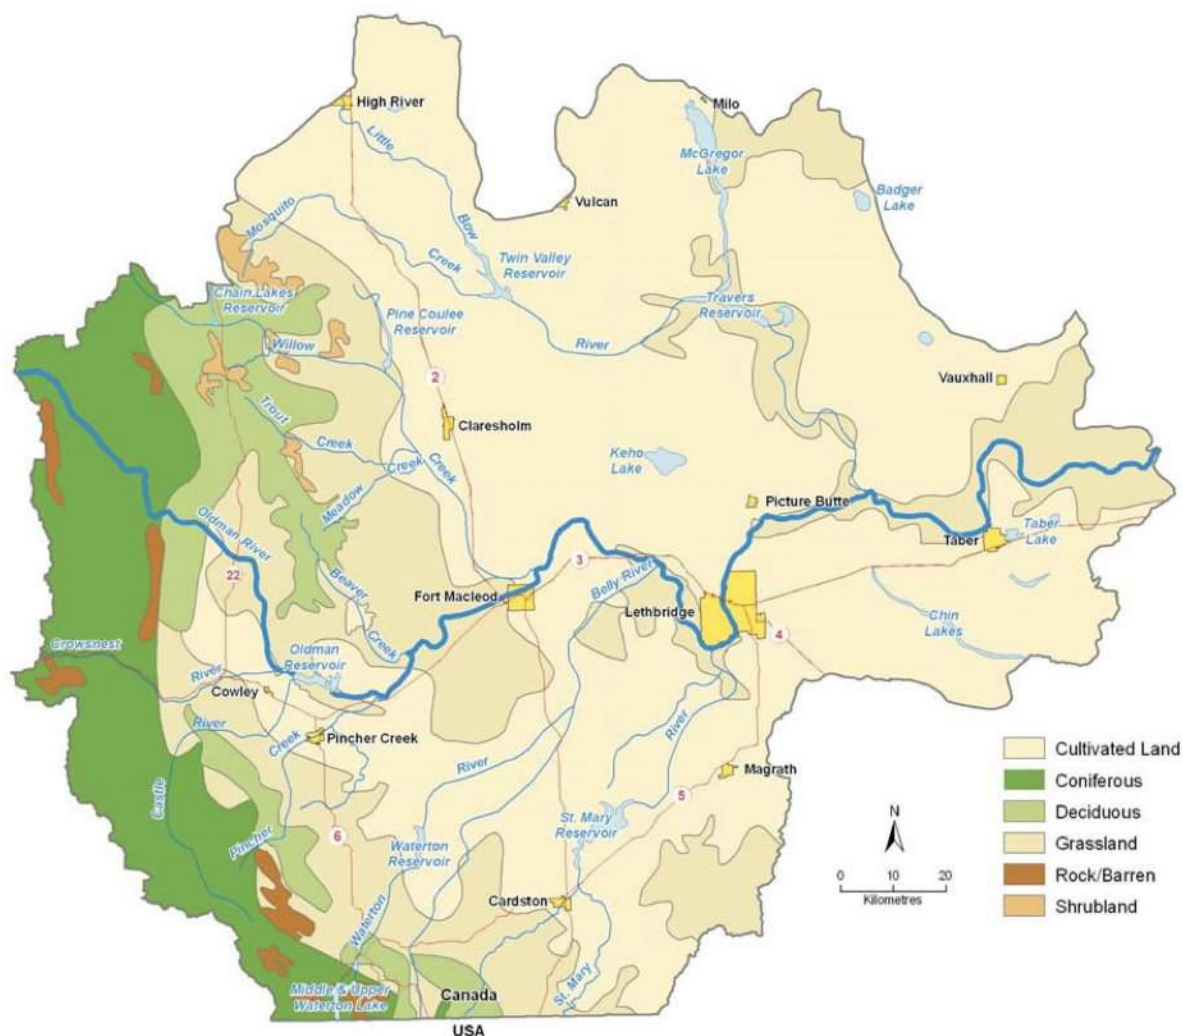 High River
Milo
Little
McGregor
Lake
Badger
Lake
Vulcan
Mosquito
Bow
Creek
Twin Valley
Reservoir
Chain Lakes
Reservoir
Pine Coulee
Reservoir
Travers
Reservoir
Willow
River
2
Vauxhall
Trout
Creek
Claresholm
Creek
Creek
Keho
Lake
Meadow
Picture Butte
Oldman River
Taber
Lake
Taber
22
Beaver
Creek
3
Belly River
Fort Macleod
Lethbridge
4
Chin
Lakes
Crowsnest
River
Oldman
Reservoir
Cowley
River
Creek
Pincher Creek
River
River
Magrath
Castle
Pincher
6
5
St. Mary
Reservoir
Waterton
Reservoir
Cardston
Waterton
St. Mary
Middle & Upper
Waterton Lake
Canada
USA
Cultivated Land
Coniferous
Deciduous
Grassland
Rock/Barren
Shrubland
N
0 10 20
Kilometres